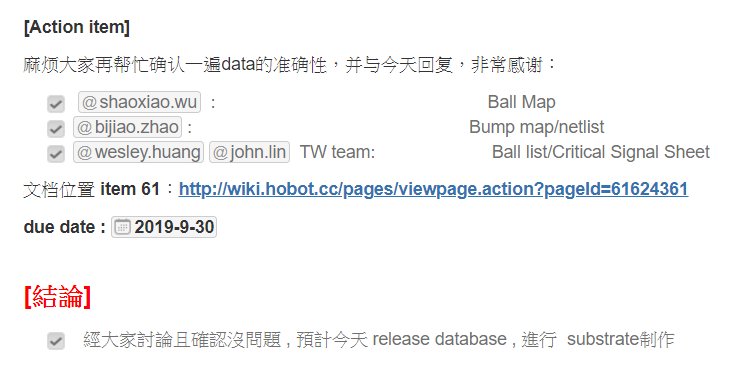 [Action item]
麻烦大家再帮忙确认一遍data的准确性，并与今天回复，非常感谢：
@shaoxiao.wu : Ball Map
@bijiao.zhao : Bump map/netlist
@wesley.huang @john.lin TW team: Ball list/Critical Signal Sheet
文档位置 item 61：http://wiki.hobot.cc/pages/viewpage.action?pageId=61624361
due date : 2019-9-30
[結論]
經大家討論且確認沒問題 , 預計今天 release database , 進行 substrate制作